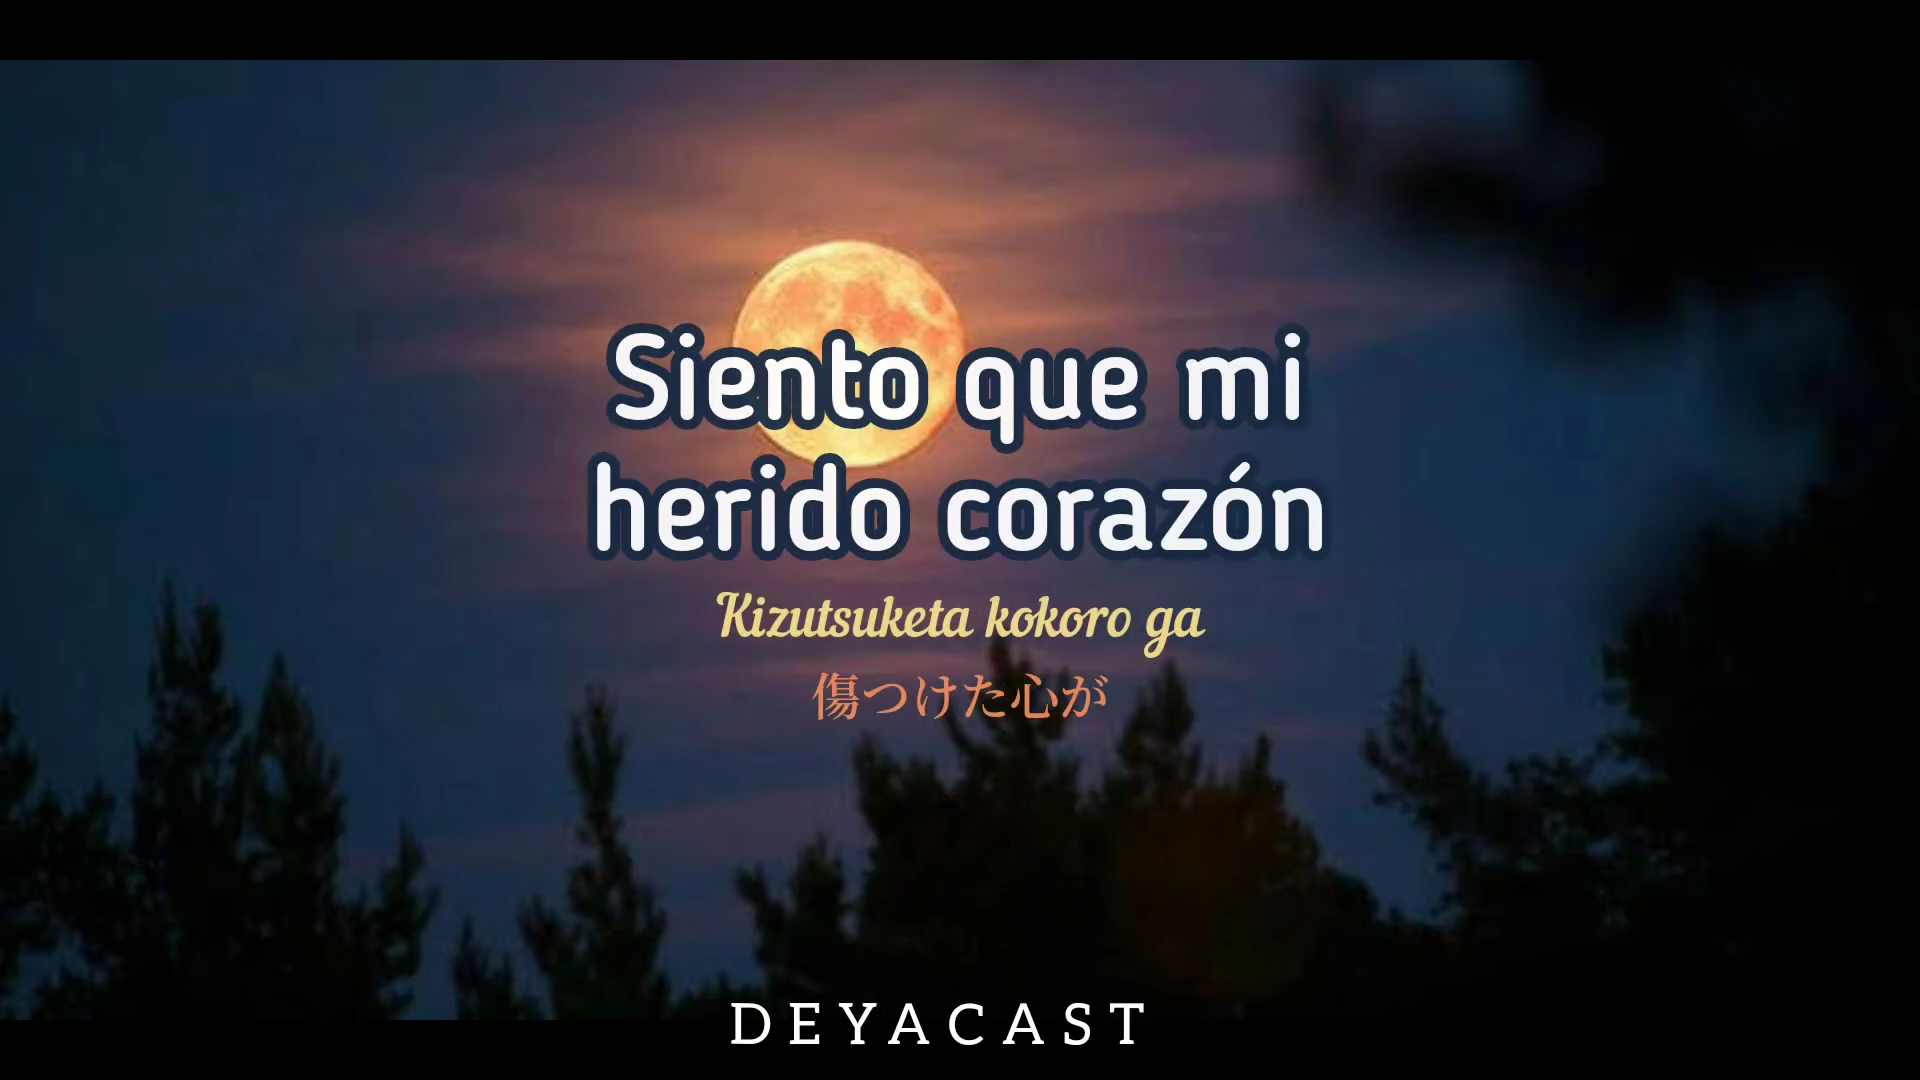 Siento que mi
herido corazón
Kizutsuketa kokoro ga
傷つけた心が
DEYACAST